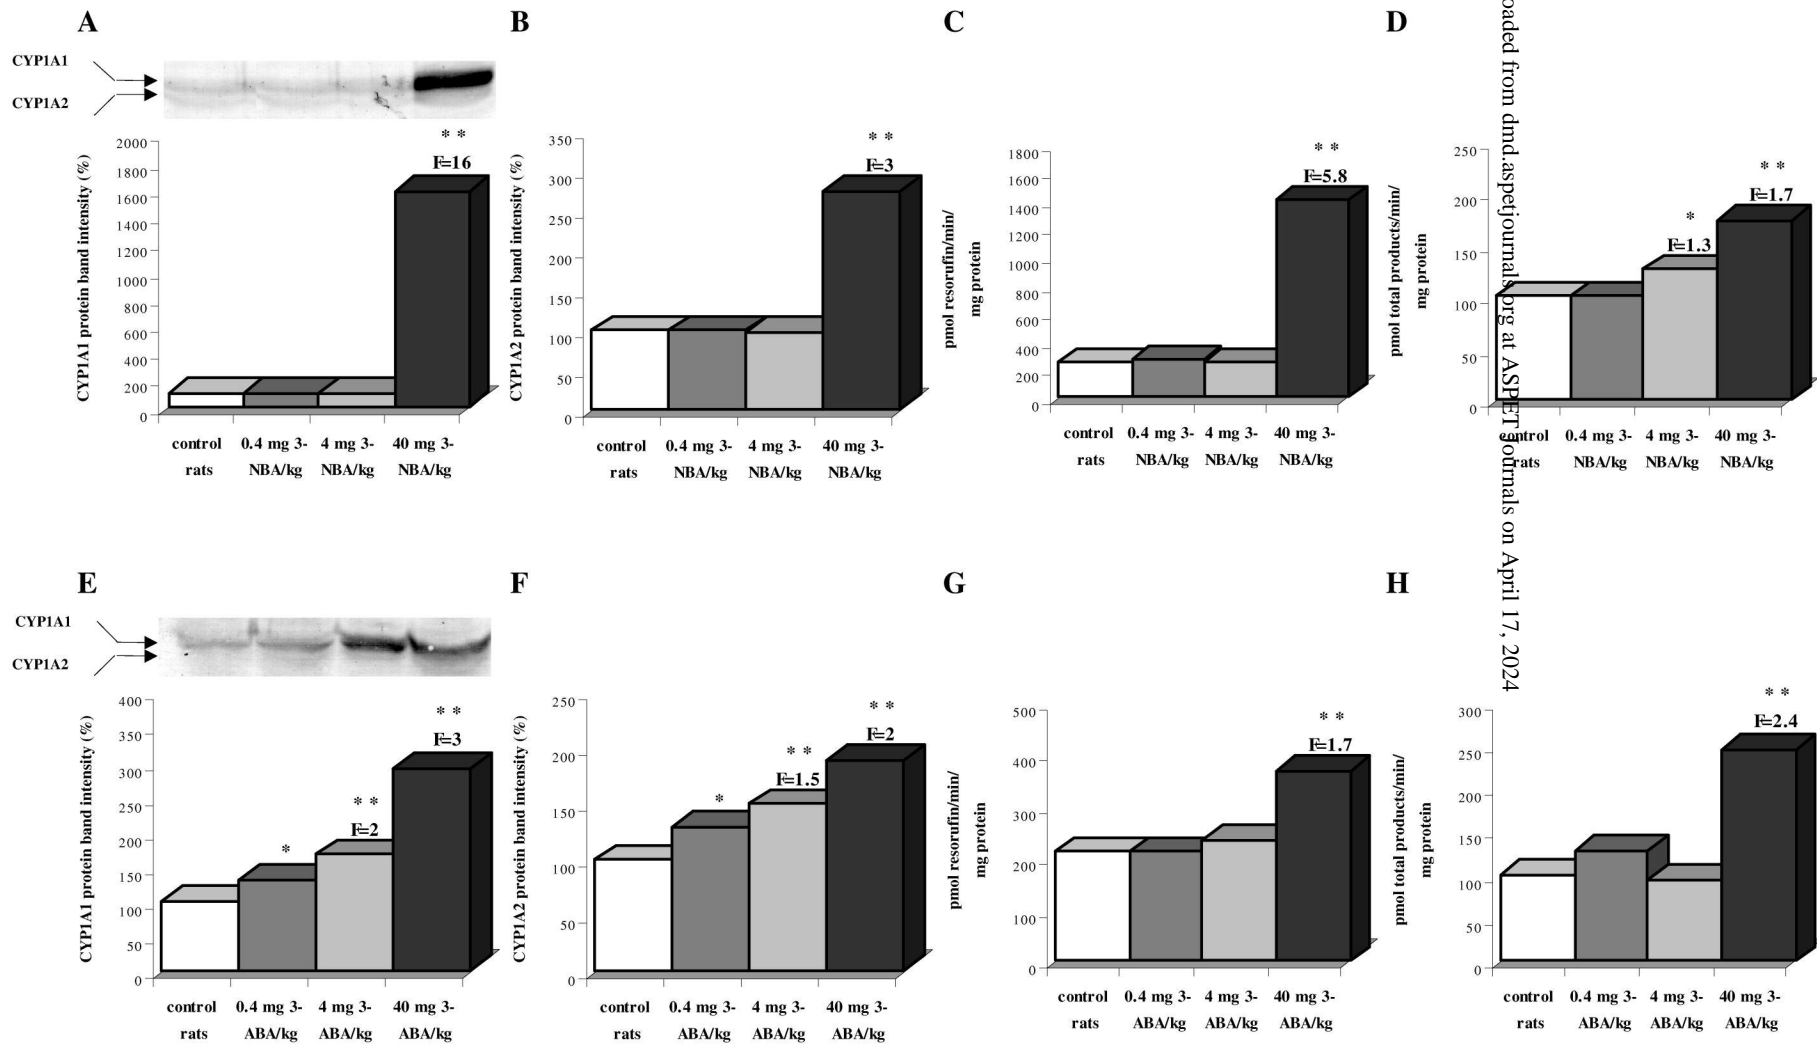 A
CYP1A1
CYP1A2
CYP1A1 protein band intensity (%)
2000
1800
1600
1400
1200
1000
800
600
400
200
0
* *
F=16
control rats
0.4 mg 3-
NBA/kg
4 mg 3-
NBA/kg
40 mg 3-
NBA/kg
B
CYP1A2 protein band intensity (%)
350
300
250
200
150
100
50
0
* *
F=3
control
rats
0.4 mg 3-
NBA/kg
4 mg 3-
NBA/kg
40 mg 3-
NBA/kg
C
pmol resorufin/min/
mg protein
1800
1600
1400
1200
1000
800
600
400
200
0
* *
F=5.8
control
rats
0.4 mg 3-
NBA/kg
4 mg 3-
NBA/kg
40 mg 3-
NBA/kg
D
pmol total products/min/
mg protein
250
200
150
100
50
0
*
F=1.3
* *
F=1.7
control
rats
0.4 mg 3-
NBA/kg
4 mg 3-
NBA/kg
40 mg 3-
NBA/kg
oaded from dmd.aspetjournals.org at ASPET Journals on April 17, 2024
E
CYP1A1
CYP1A2
CYP1A1 protein band intensity (%)
400
350
300
250
200
150
100
50
0
*
* *
F=2
* *
F=3
control
rats
0.4 mg 3-
ABA/kg
4 mg 3-
ABA/kg
40 mg 3-
ABA/kg
F
CYP1A2 protein band intensity (%)
250
200
150
100
50
0
*
* *
F=1.5
* *
F=2
control
rats
0.4 mg 3-
ABA/kg
4 mg 3-
ABA/kg
40 mg 3-
ABA/kg
G
pmol resorufin/min/
mg protein
500
400
300
200
100
0
* *
F=1.7
control
rats
0.4 mg 3-
ABA/kg
4 mg 3-
ABA/kg
40 mg 3-
ABA/kg
H
pmol total products/min/
mg protein
300
250
200
150
100
50
0
* *
F=2.4
control
rats
0.4 mg 3-
ABA/kg
4 mg 3-
ABA/kg
40 mg 3-
ABA/kg